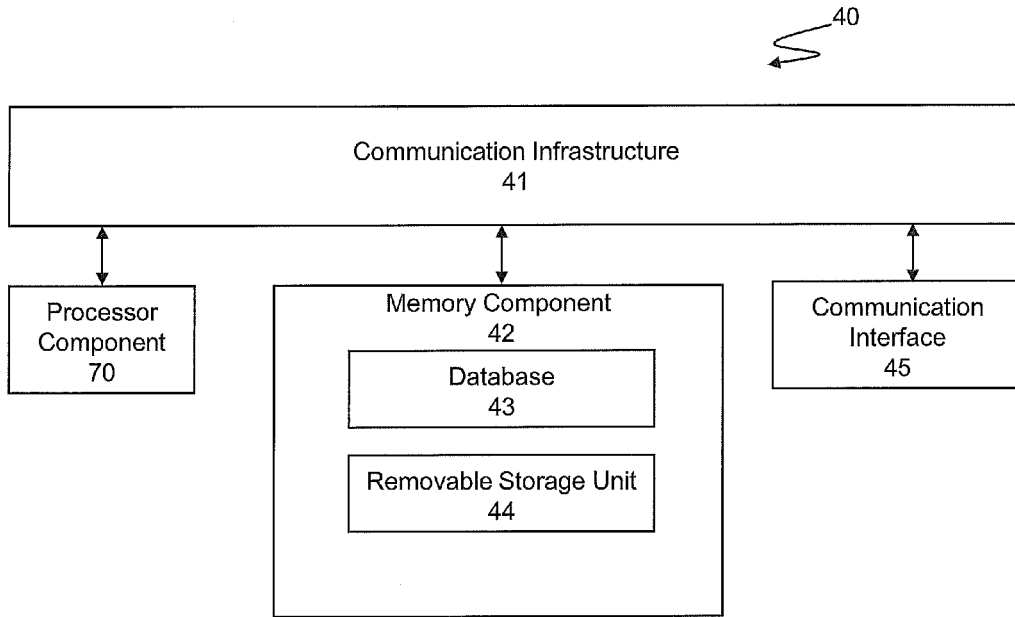 40
Communication Infrastructure
41
Processor
Component
70
Memory Component
42
Database
43
Removable Storage Unit
44
Communication
Interface
45